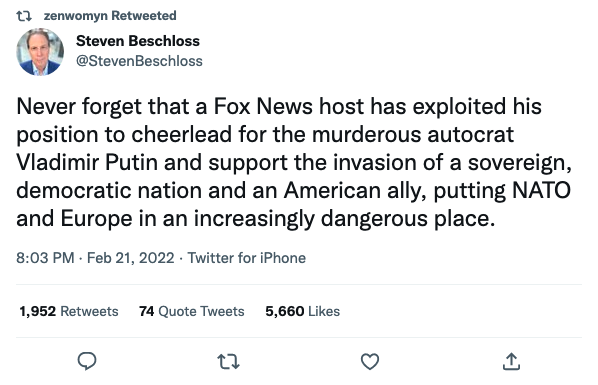 zenwomyn Retweeted
Steven Beschloss
@StevenBeschloss
Never forget that a Fox News host has exploited his
position to cheerlead for the murderous autocrat
Vladimir Putin and support the invasion of a sovereign,
democratic nation and an American ally, putting NATO
and Europe in an increasingly dangerous place.
8:03 PM · Feb 21, 2022 · Twitter for iPhone
1,952 Retweets 74 Quote Tweets 5,660 Likes